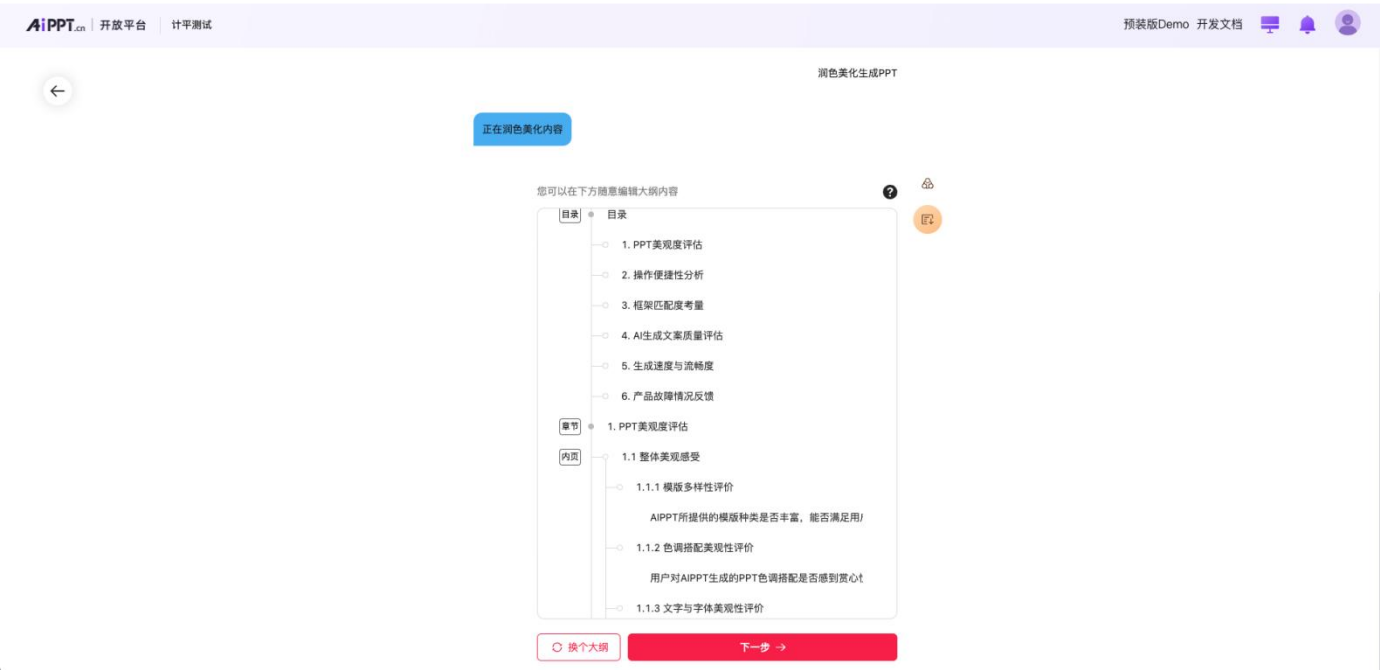 AiPPT.cn 开放平台 计平测试 预装版Demo 开发文档
润色美化生成PPT
正在润色美化内容
您可以在下方随意编辑大纲内容 ?
目录 目录
1. PPT美观度评估
2. 操作便捷性分析
3. 框架匹配度考量
4. AI生成文案质量评估
5. 生成速度与流畅度
6. 产品故障情况反馈
章节 1. PPT美观度评估
内页 1.1 整体美观感受
1.1.1 模版多样性评价
AIPPT所提供的模版种类是否丰富，能否满足用
1.1.2 色调搭配美观性评价
用户对AIPPT生成的PPT色调搭配是否感到赏心
1.1.3 文字与字体美观性评价
换个大纲 下一步 →